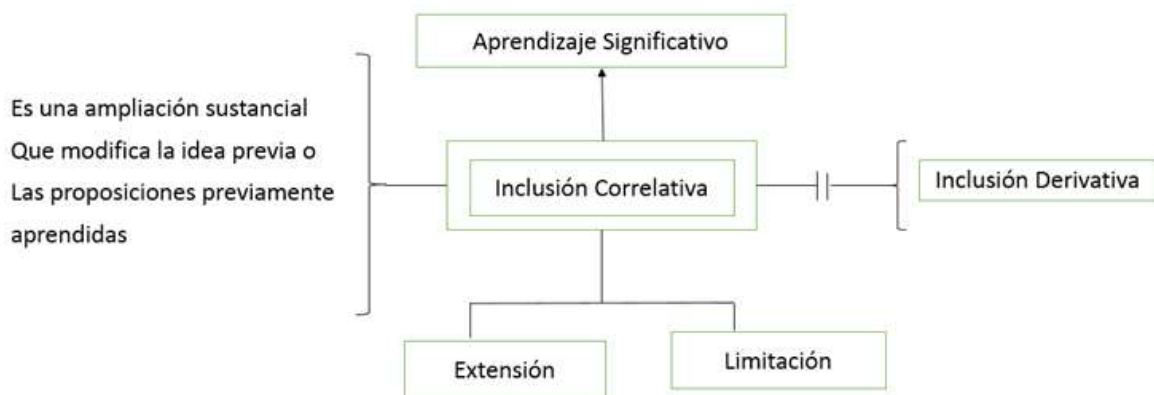 Aprendizaje Significativo
Es una ampliación sustancial
Que modifica la idea previa o
Las proposiciones previamente
aprendidas
Inclusión Correlativa
Inclusión Derivativa
Extensión
Limitación